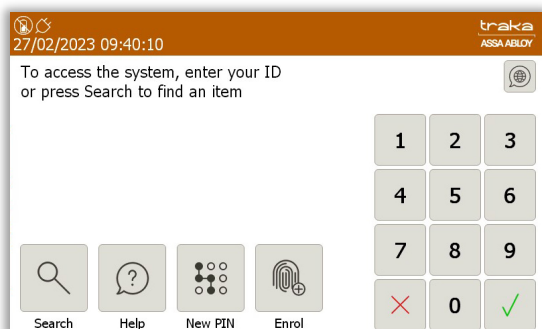 traka
27/02/2023 09:40:10
ASSA ABLOY
To access the system, enter your ID
or press Search to find an item
1 2 3
4 5 6
7 8 9
0
Search Help New PIN Enrol